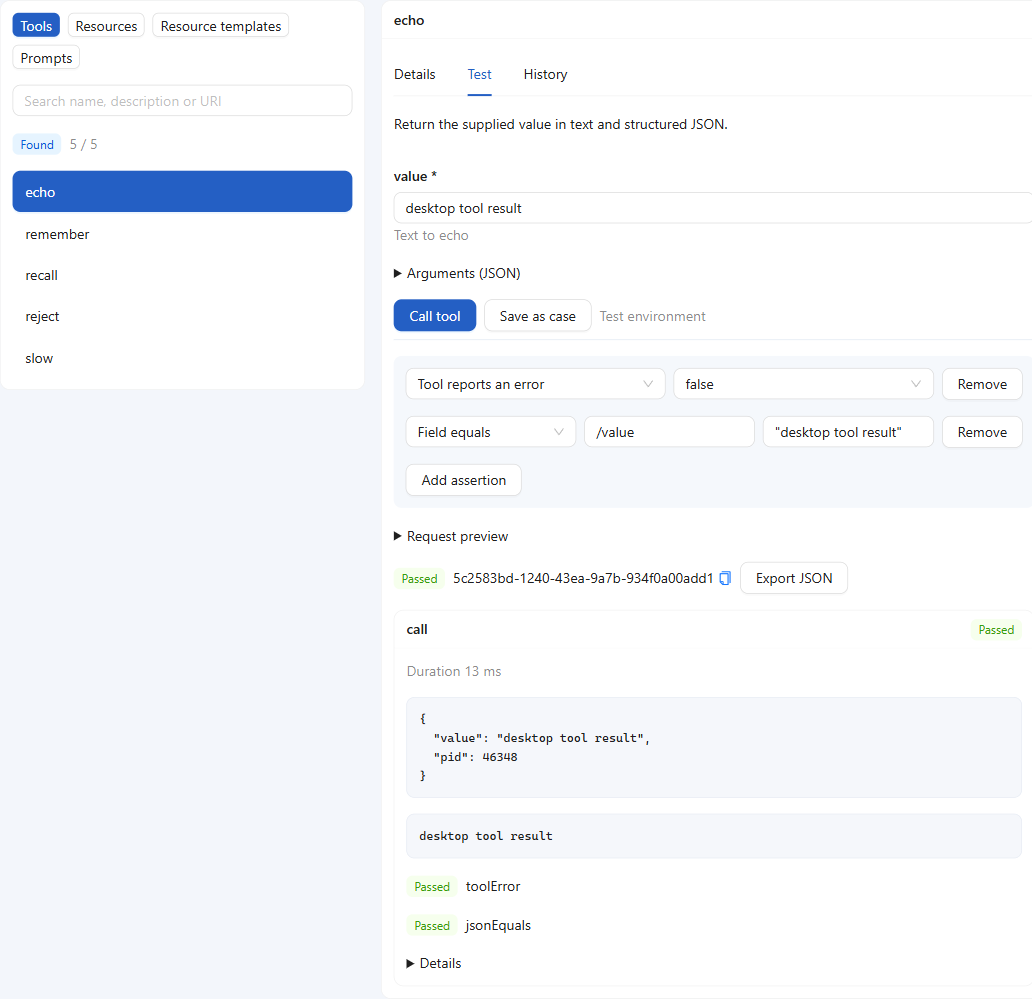 Tools Resources Resource templates
Prompts
Search name, description or URI
Found 5 / 5
echo
remember
recall
reject
slow
echo
Details Test History
Return the supplied value in text and structured JSON.
value *
desktop tool result
Text to echo
Arguments (JSON)
Call tool Save as case Test environment
Tool reports an error false Remove
Field equals /value "desktop tool result" Remove
Add assertion
Request preview
Passed 5c2583bd-1240-43ea-9a7b-934f0a00add1 Export JSON
call Passed
Duration 13 ms
{
"value": "desktop tool result",
"pid": 46348
}
desktop tool result
Passed toolError
Passed jsonEquals
Details